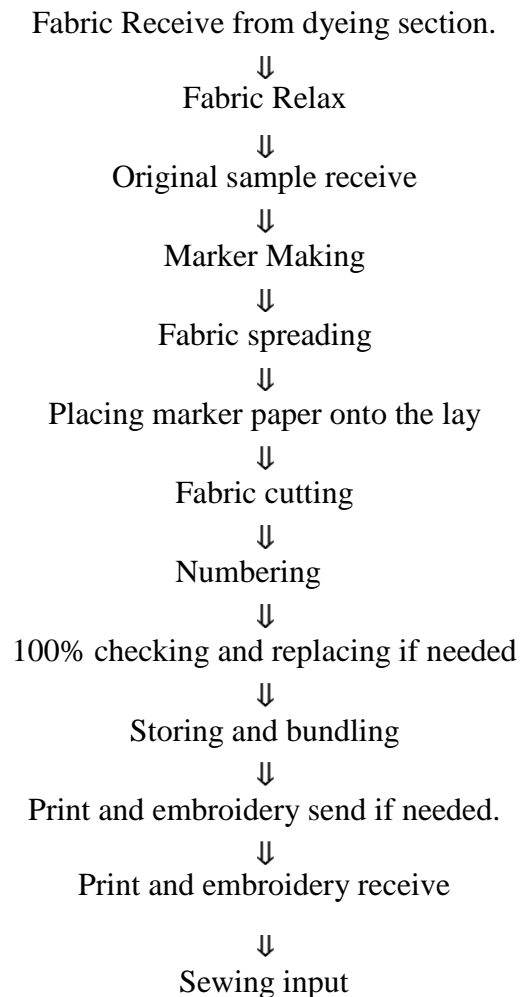 Fabric Receive from dyeing section.
⇓
Fabric Relax
⇓
Original sample receive
⇓
Marker Making
⇓
Fabric spreading
⇓
Placing marker paper onto the lay
⇓
Fabric cutting
⇓
Numbering
⇓
100% checking and replacing if needed
⇓
Storing and bundling
⇓
Print and embroidery send if needed.
⇓
Print and embroidery receive
⇓
Sewing input